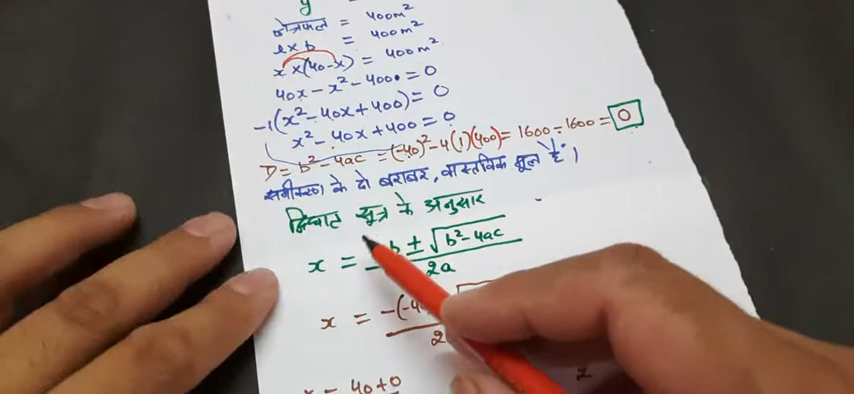 y
क्षेत्रफल = 400m²
l×b = 400m²
x×(40-x) = 400m²
40x - x² - 400 = 0
-1(x² - 40x + 400) = 0
x² - 40x + 400 = 0
D = b² - 4ac = (-40)² - 4(1)(400) = 1600 - 1600 = 0
समीकरण के दो बराबर, वास्तविक मूल है।
द्विघात सूत्र के अनुसार
x = -b ± √b² - 4ac / 2a
x = -(-4 / 2
40+0